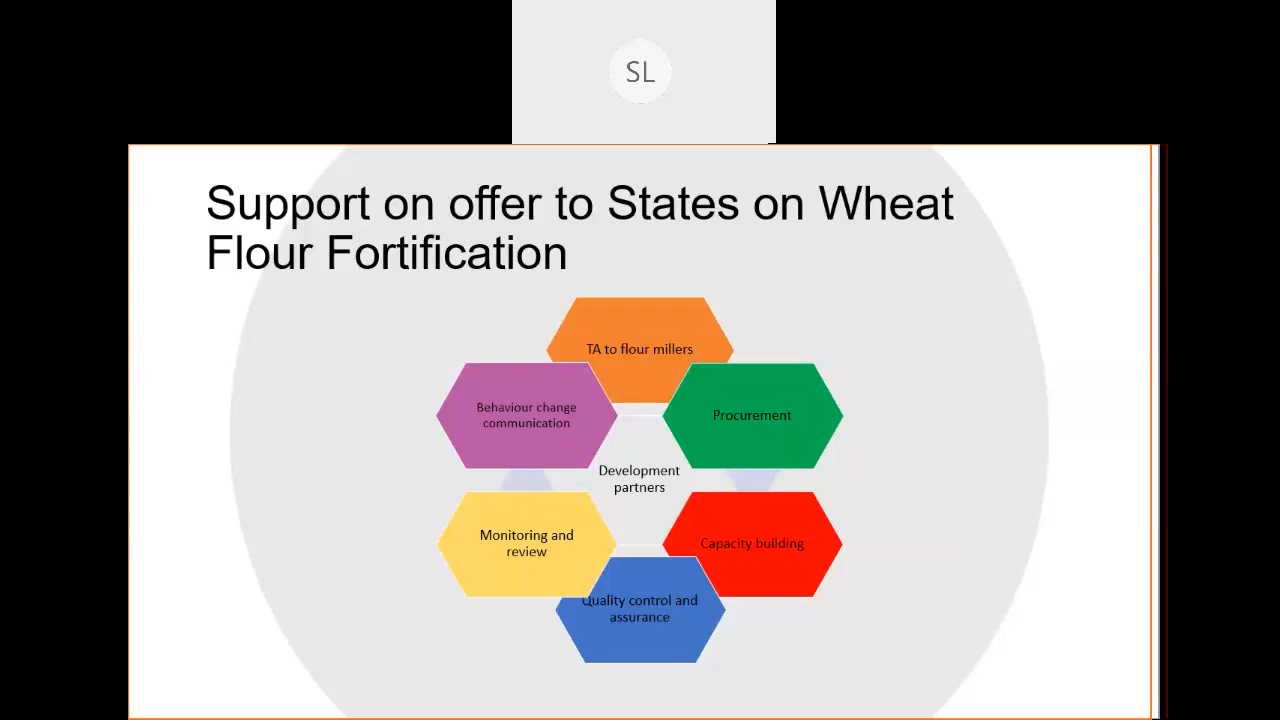 SL
Support on offer to States on Wheat
Flour Fortification
TA to flour millers
Behaviour change
communication
Procurement
Development
partners
Monitoring and
review
Capacity building
Quality control and
assurance